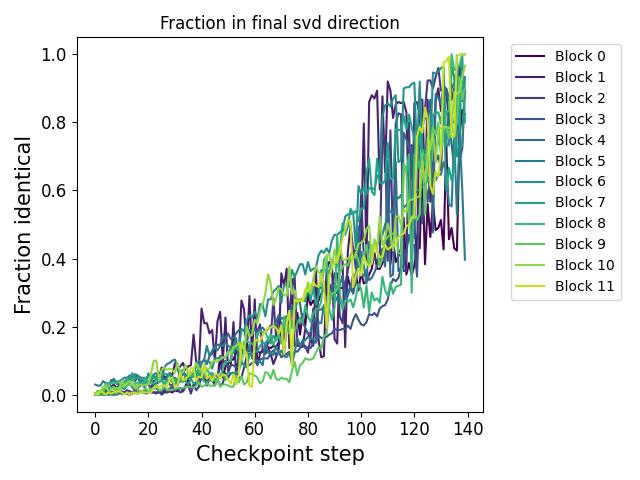 Fraction in final svd direction
Fraction identical
1.0
0.8
0.6
0.4
0.2
0.0
0 20 40 60 80 100 120 140
Checkpoint step
Block 0
Block 1
Block 2
Block 3
Block 4
Block 5
Block 6
Block 7
Block 8
Block 9
Block 10
Block 11